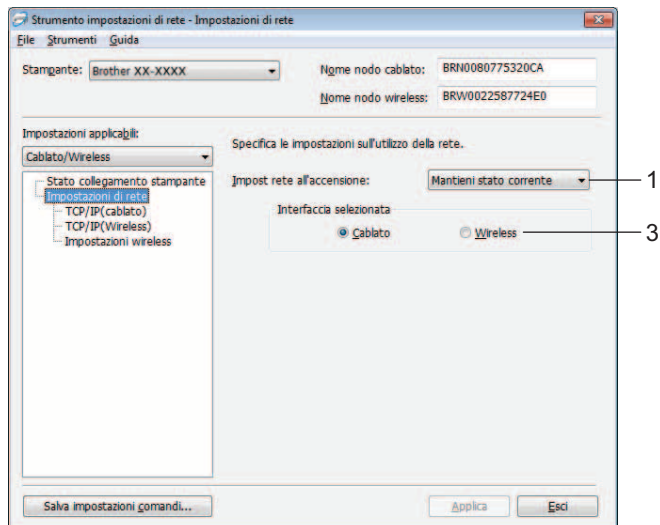 Strumento impostazioni di rete - Impostazioni di rete
File Strumenti Guida
Stampante: Brother XX-XXXX
Nome nodo cablato: BRN0080775320CA
Nome nodo wireless: BRW0022587724E0
Impostazioni applicabili:
Cablato/Wireless
Stato collegamento stampante
Impostazioni di rete
TCP/IP(cablato)
TCP/IP(Wireless)
Impostazioni wireless
Specifica le impostazioni sull'utilizzo della rete.
Impost rete all'accensione: Mantieni stato corrente 1
Interfaccia selezionata
Cablato Wireless 3
Salva impostazioni comandi... Applica Esci